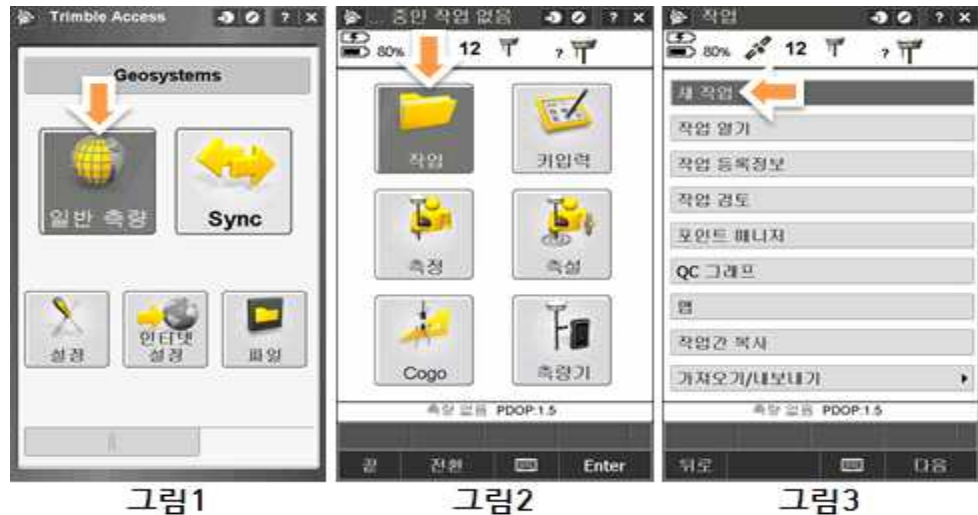 Trimble Access
Geosystems
일반 측량
Sync
설정
인터넷
설정
파일
그림1
... 중인 작업 없음
80%
12
?
작업
키입력
측정
측설
Cogo
측량기
측량 없음 PDOP:1.5
끝 전환 Enter
그림2
작업
80%
12
?
새 작업
작업 열기
작업 등록정보
작업 검토
포인트 매니저
QC 그래프
맵
작업간 복사
가져오기/내보내기
측량 없음 PDOP:1.5
뒤로 다음
그림3